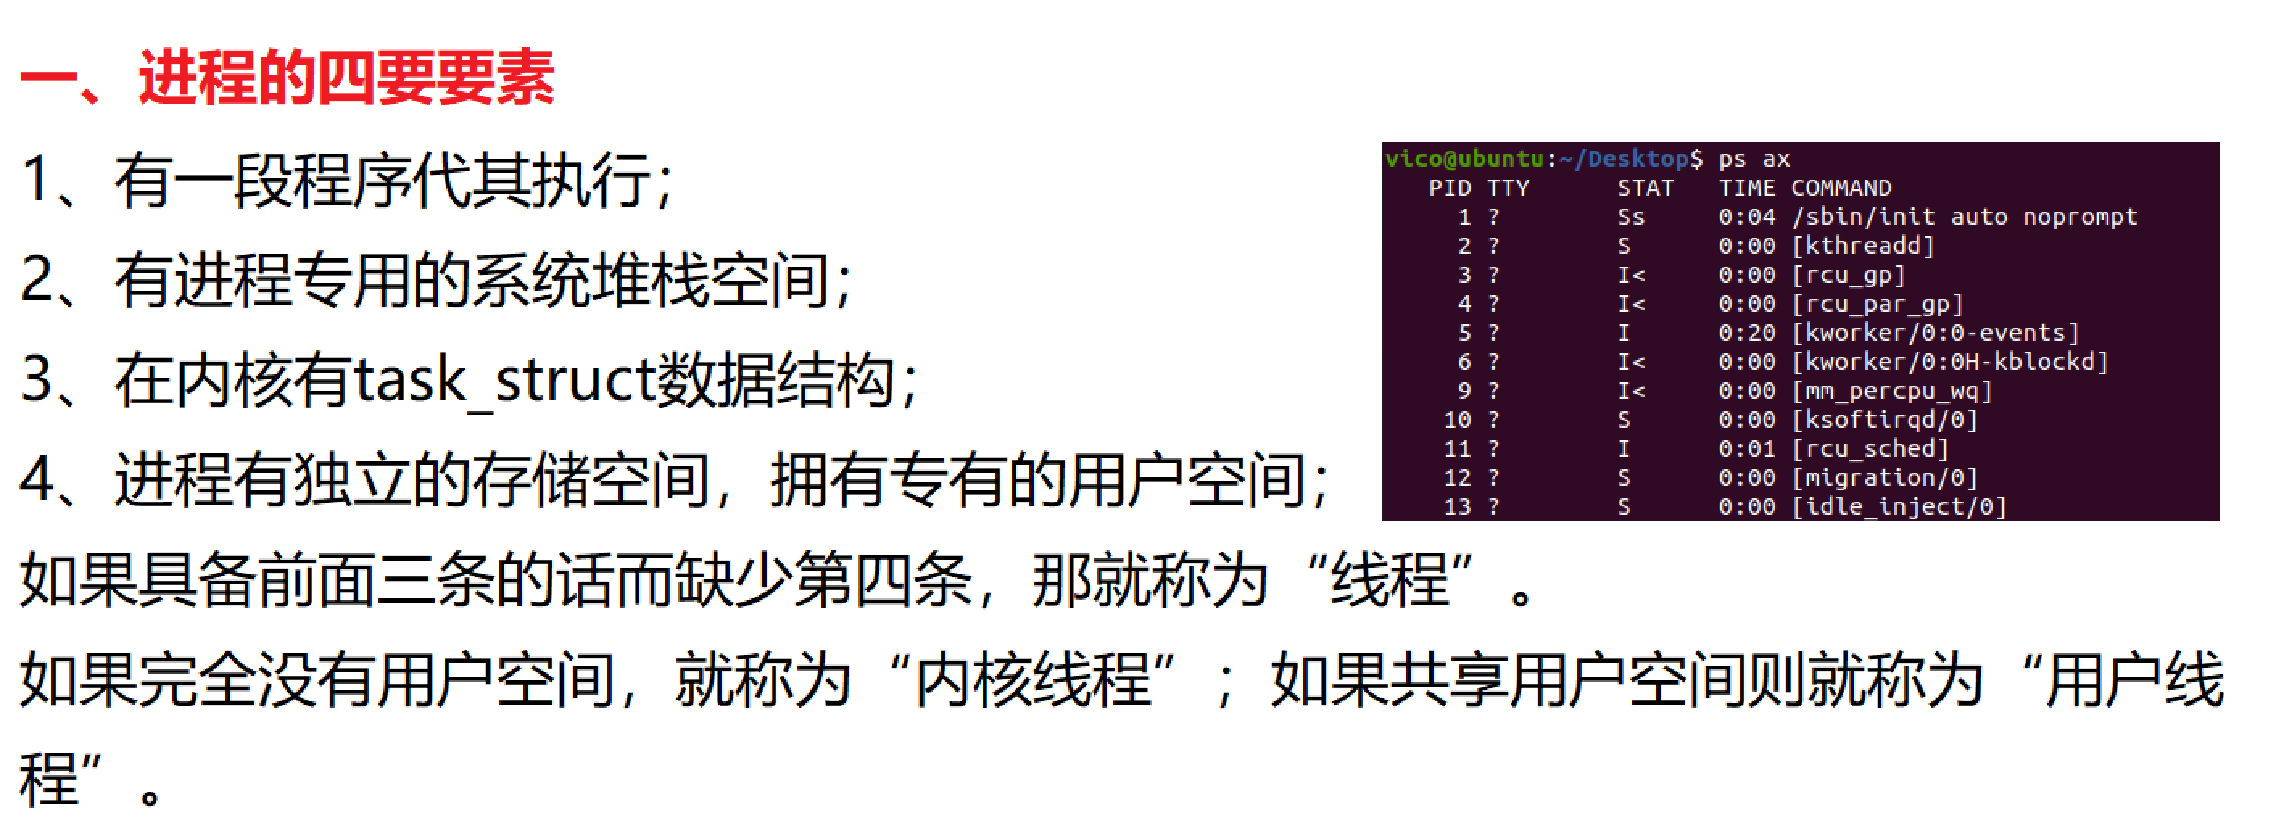 一、进程的四要要素
1、有一段程序代其执行；
2、有进程专用的系统堆栈空间；
3、在内核有task_struct数据结构；
4、进程有独立的存储空间，拥有专有的用户空间；
如果具备前面三条的话而缺少第四条，那就称为“线程”。
如果完全没有用户空间，就称为“内核线程”；如果共享用户空间则就称为“用户线
程”。
vico@ubuntu:~/Desktop$ ps ax
PID TTY STAT TIME COMMAND
1 ? Ss 0:04 /sbin/init auto noprompt
2 ? S 0:00 [kthreadd]
3 ? I< 0:00 [rcu_gp]
4 ? I< 0:00 [rcu_par_gp]
5 ? I 0:20 [kworker/0:0-events]
6 ? I< 0:00 [kworker/0:0H-kblockd]
9 ? I< 0:00 [mm_percpu_wq]
10 ? S 0:00 [ksoftirqd/0]
11 ? I 0:01 [rcu_sched]
12 ? S 0:00 [migration/0]
13 ? S 0:00 [idle_inject/0]